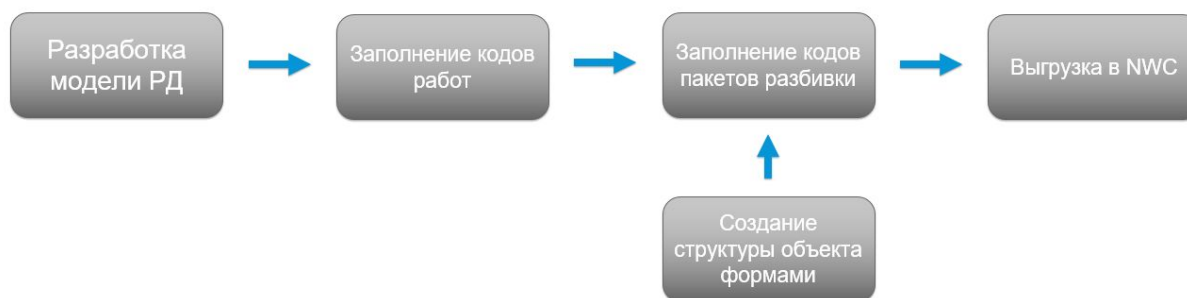 Разработка
модели РД
Заполнение кодов
работ
Заполнение кодов
пакетов разбивки
Выгрузка в NWC
Создание
структуры объекта
формами